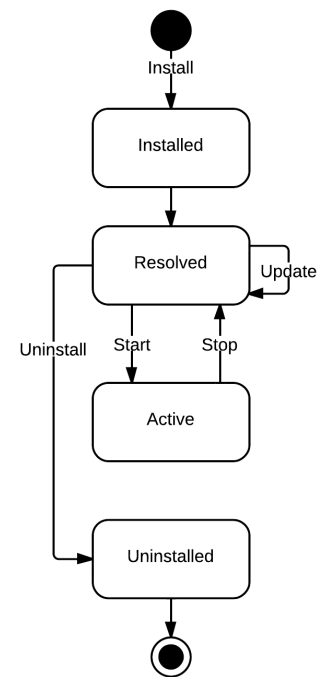 Install
Installed
Resolved
Update
Uninstall
Start
Stop
Active
Uninstalled